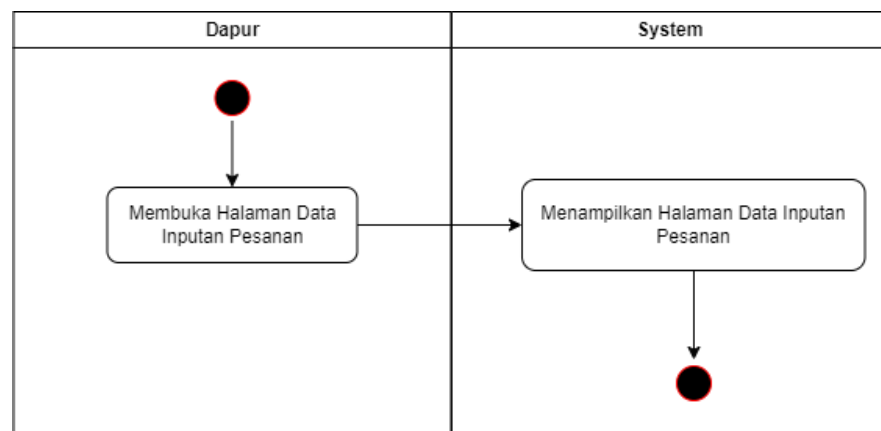 Dapur
System
Membuka Halaman Data
Inputan Pesanan
Menampilkan Halaman Data Inputan
Pesanan